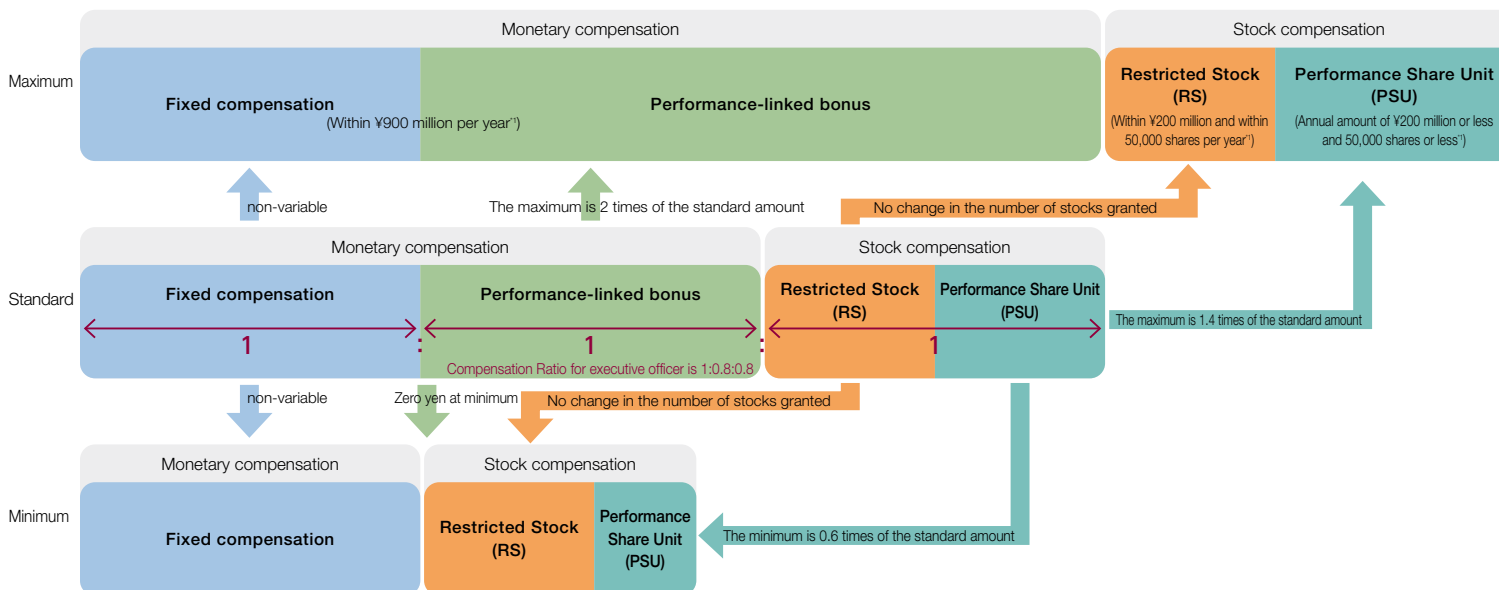 Monetary compensation
Stock compensation
Maximum
Fixed compensation
Performance-linked bonus
(Within ¥900 million per year*1)
Restricted Stock
(RS)
(Within ¥200 million and within
50,000 shares per year*1)
Performance Share Unit
(PSU)
(Annual amount of ¥200 million or less
and 50,000 shares or less*1)
non-variable
The maximum is 2 times of the standard amount
No change in the number of stocks granted
Monetary compensation
Stock compensation
Standard
Fixed compensation
Performance-linked bonus
Restricted Stock
(RS)
Performance Share Unit
(PSU)
The maximum is 1.4 times of the standard amount
1 : 1 : 1
Compensation Ratio for executive officer is 1:0.8:0.8
non-variable
Zero yen at minimum
No change in the number of stocks granted
Monetary compensation
Stock compensation
Minimum
Fixed compensation
Restricted Stock
(RS)
Performance
Share Unit
(PSU)
The minimum is 0.6 times of the standard amount